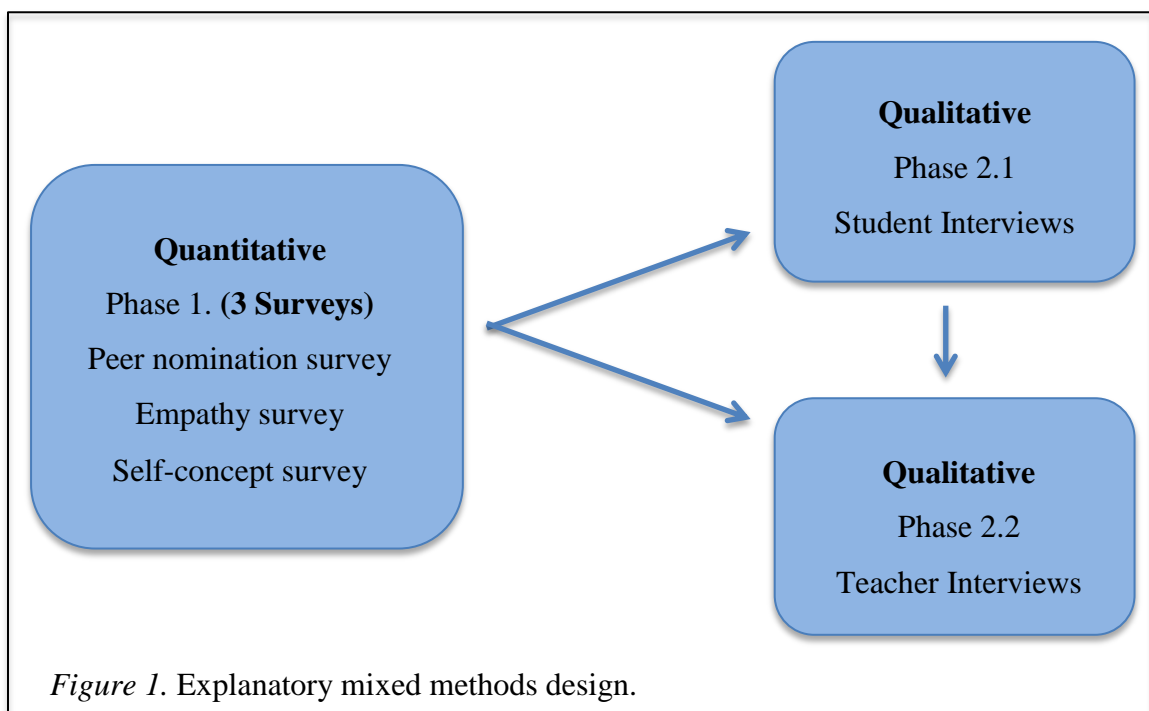 Quantitative
Phase 1. (3 Surveys)
Peer nomination survey
Empathy survey
Self-concept survey
Qualitative
Phase 2.1
Student Interviews
Qualitative
Phase 2.2
Teacher Interviews
Figure 1. Explanatory mixed methods design.